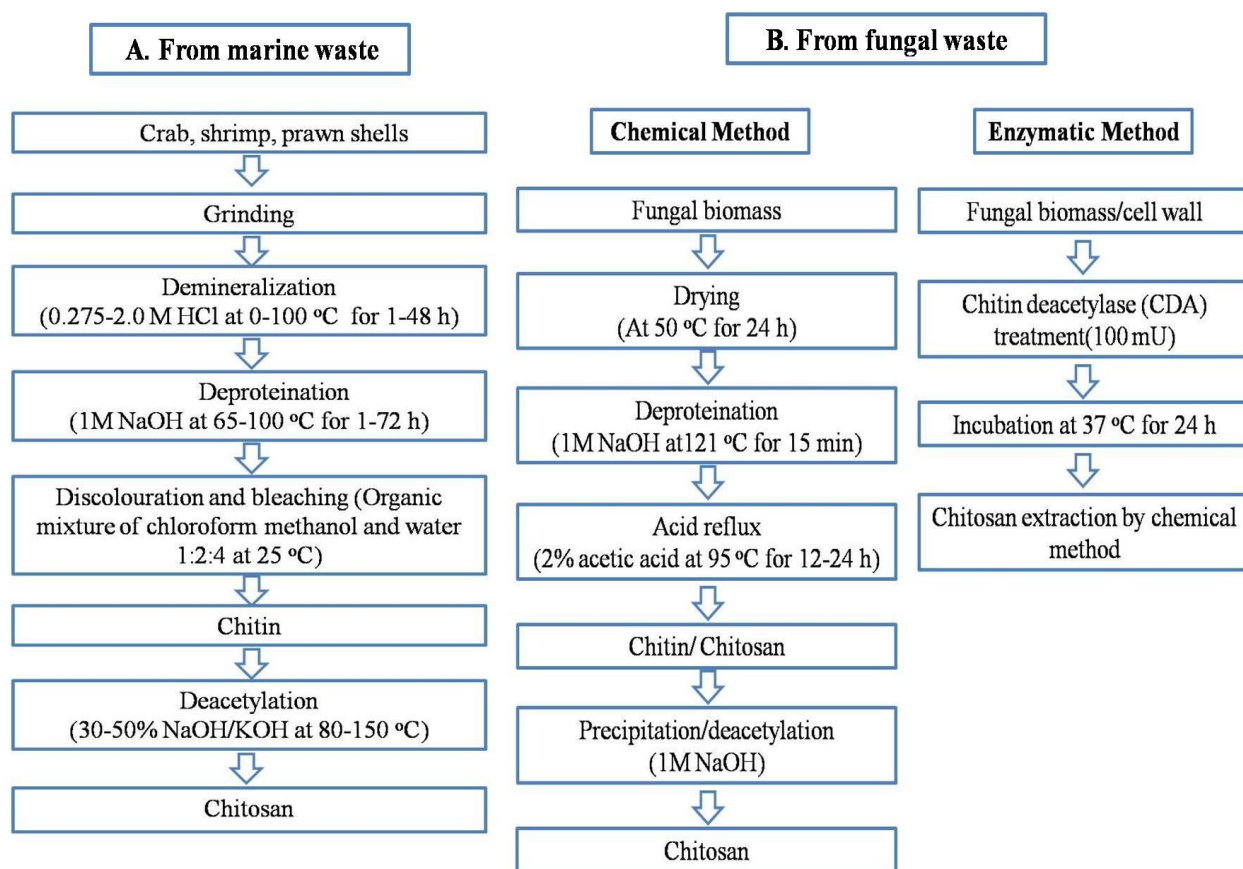 A. From marine waste
Crab, shrimp, prawn shells
Grinding
Demineralization
(0.275-2.0 M HCl at 0-100 ºC for 1-48 h)
Deproteination
(1M NaOH at 65-100 ºC for 1-72 h)
Discolouration and bleaching (Organic
mixture of chloroform methanol and water
1:2:4 at 25 ºC)
Chitin
Deacetylation
(30-50% NaOH/KOH at 80-150 ºC)
Chitosan
B. From fungal waste
Chemical Method
Fungal biomass
Drying
(At 50 ºC for 24 h)
Deproteination
(1M NaOH at121 ºC for 15 min)
Acid reflux
(2% acetic acid at 95 ºC for 12-24 h)
Chitin/ Chitosan
Precipitation/deacetylation
(1M NaOH)
Chitosan
Enzymatic Method
Fungal biomass/cell wall
Chitin deacetylase (CDA)
treatment(100 mU)
Incubation at 37 ºC for 24 h
Chitosan extraction by chemical
method